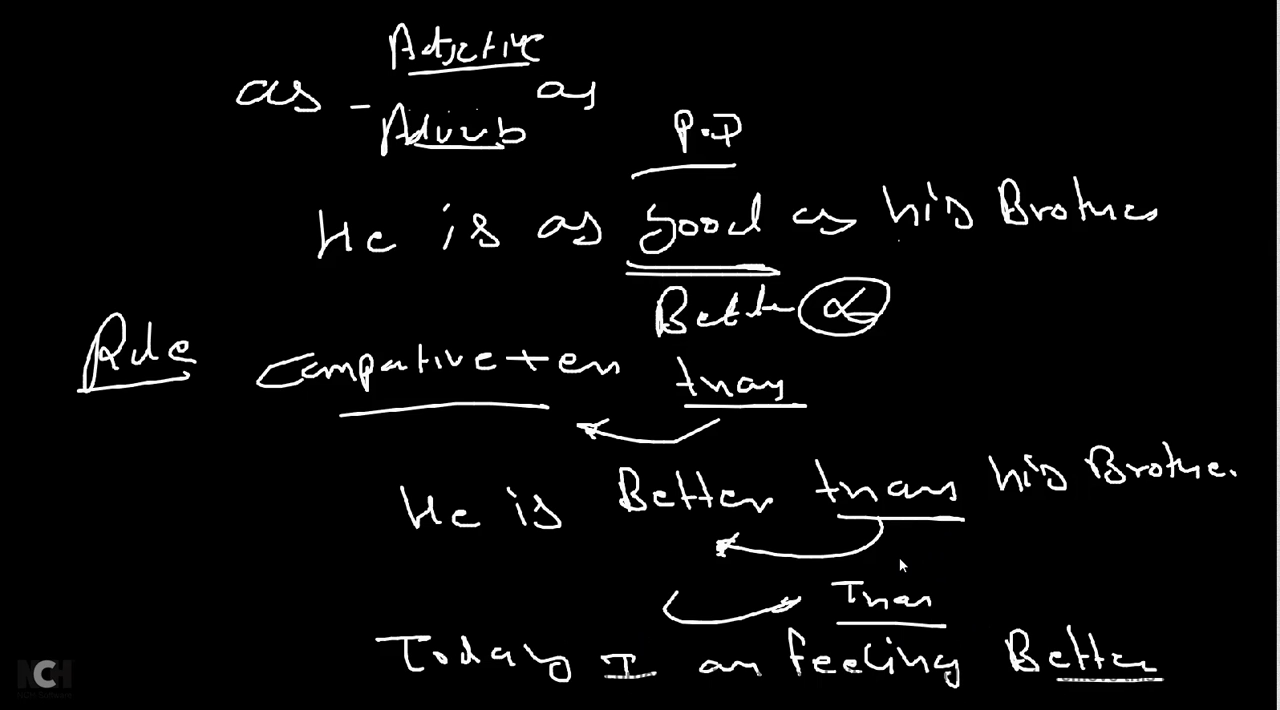 Adjective
as - as
Adverb
P.P
He is as good as his Brother
Better
Rule Comparative + er than
He is Better than his Brother.
Than
Today I am feeling Better
NCH